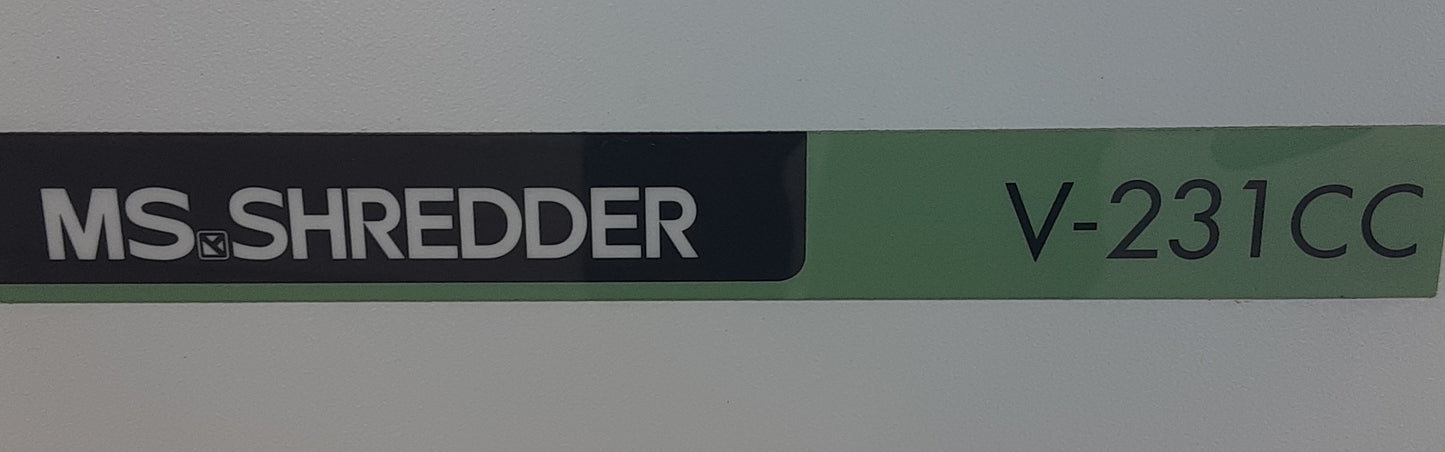 MS SHREDDER V-231CC